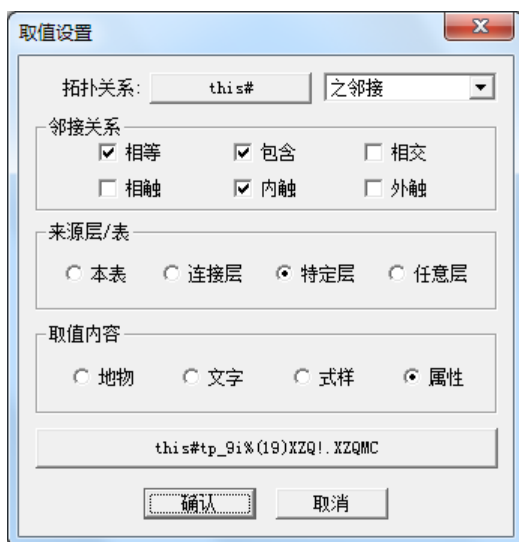 取值设置
拓扑关系: this# 之邻接
邻接关系
相等 包含 相交
相触 内触 外触
来源层/表
本表 连接层 特定层 任意层
取值内容
地物 文字 式样 属性
this#tp_9i%(19)XZQ!.XZQMC
确认 取消